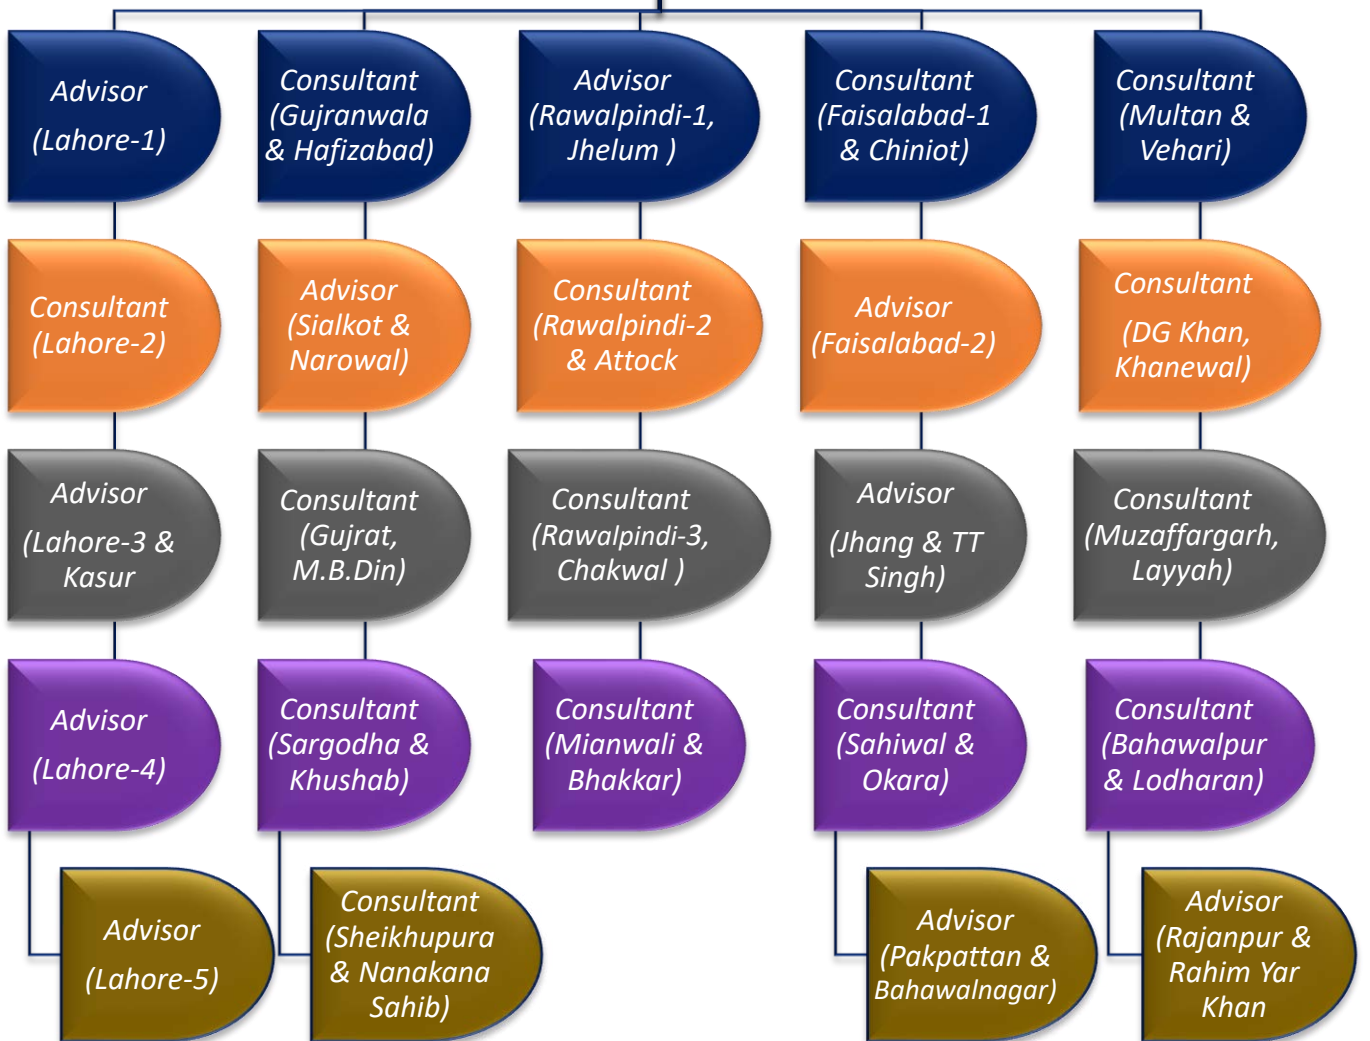 Advisor
(Lahore-1)
Consultant
(Gujranwala
& Hafizabad)
Advisor
(Rawalpindi-1,
Jhelum )
Consultant
(Faisalabad-1
& Chiniot)
Consultant
(Multan &
Vehari)
Consultant
(Lahore-2)
Advisor
(Sialkot &
Narowal)
Consultant
(Rawalpindi-2
& Attock
Advisor
(Faisalabad-2)
Consultant
(DG Khan,
Khanewal)
Advisor
(Lahore-3 &
Kasur
Consultant
(Gujrat,
M.B.Din)
Consultant
(Rawalpindi-3,
Chakwal )
Advisor
(Jhang & TT
Singh)
Consultant
(Muzaffargarh,
Layyah)
Advisor
(Lahore-4)
Consultant
(Sargodha &
Khushab)
Consultant
(Mianwali &
Bhakkar)
Consultant
(Sahiwal &
Okara)
Consultant
(Bahawalpur
& Lodharan)
Advisor
(Lahore-5)
Consultant
(Sheikhupura
& Nanakana
Sahib)
Advisor
(Pakpattan &
Bahawalnagar)
Advisor
(Rajanpur &
Rahim Yar
Khan